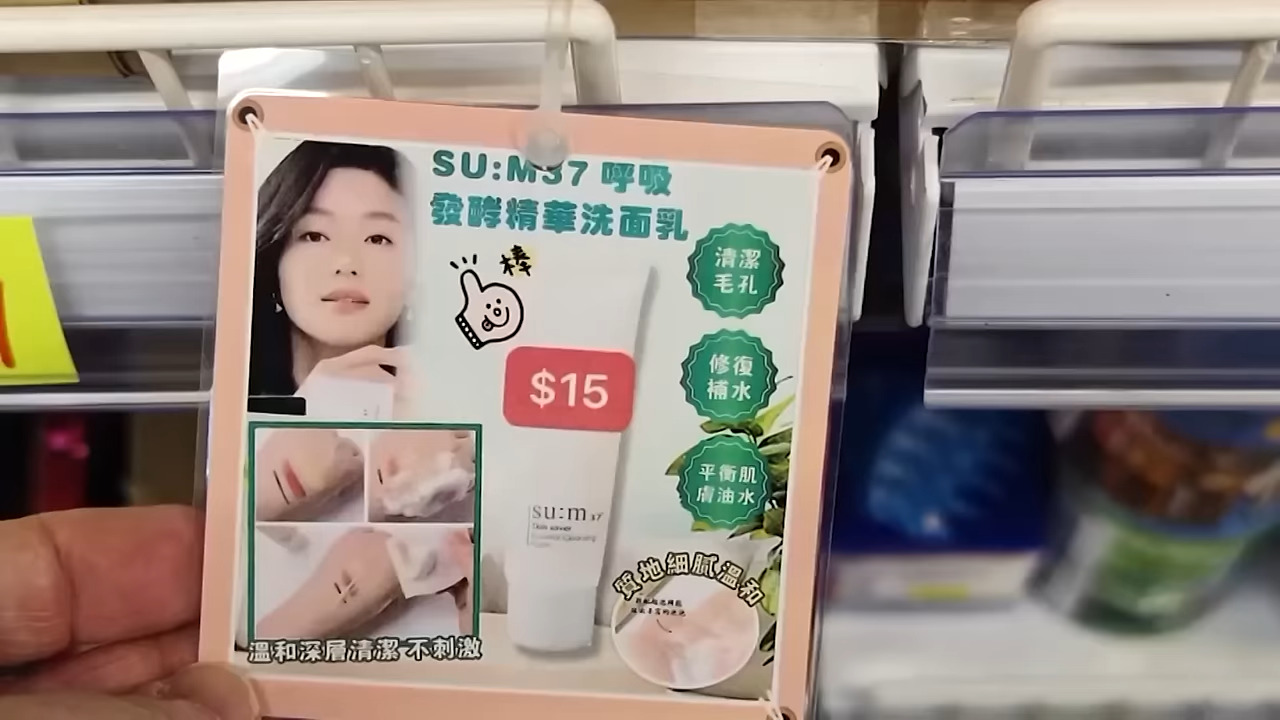 SU:M37 呼吸
發酵精華洗面乳
棒
清潔
毛孔
$15
修復
補水
平衡肌
膚油水
su:m37
質地細膩溫和
溫和深層清潔 不刺激